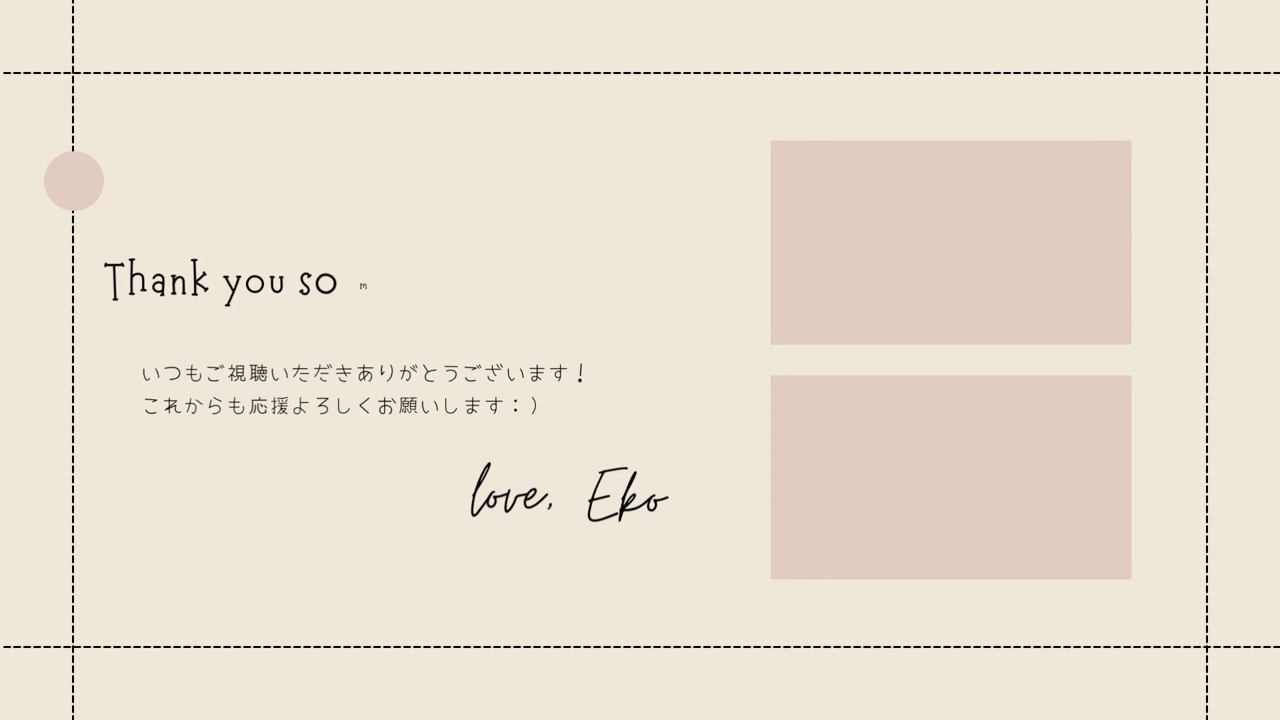 Thank you so m
いつもご視聴いただきありがとうございます！
これからも応援よろしくお願いします：）
love, Eko